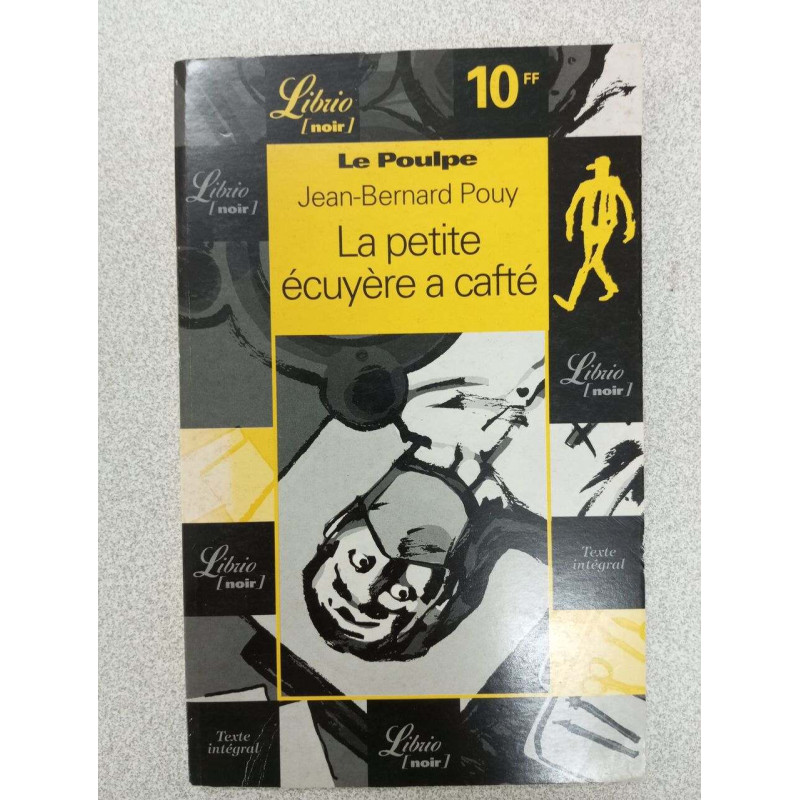 Librio
[noir]
10 FF
Le Poulpe
Jean-Bernard Pouy
La petite
écuyère a cafté
Librio
[noir]
Librio
[noir]
Librio
[noir]
Texte
intégral
Texte
intégral
Librio
[noir]